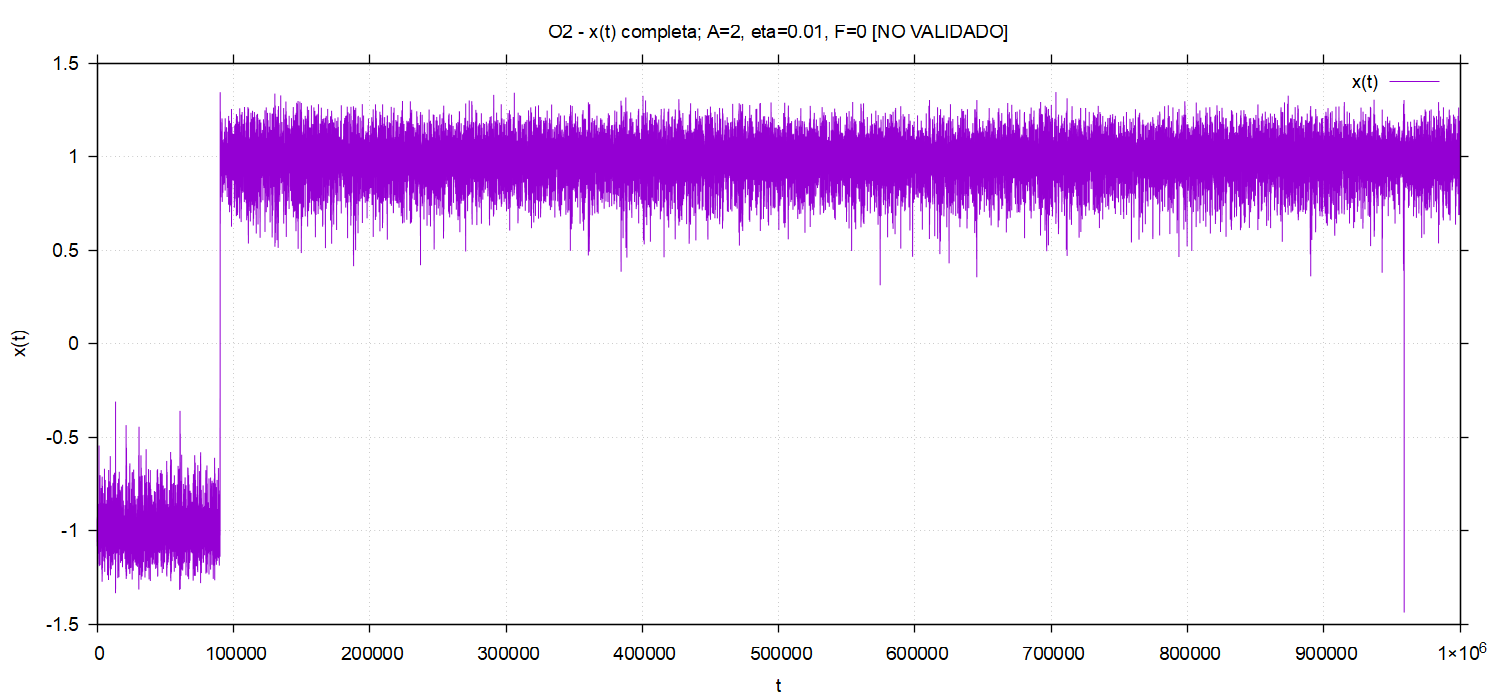 O2 - x(t) completa; A=2, eta=0.01, F=0 [NO VALIDADO]
x(t)
1.5
1
0.5
0
-0.5
-1
-1.5
x(t)
0 100000 200000 300000 400000 500000 600000 700000 800000 900000 1×10⁶
t